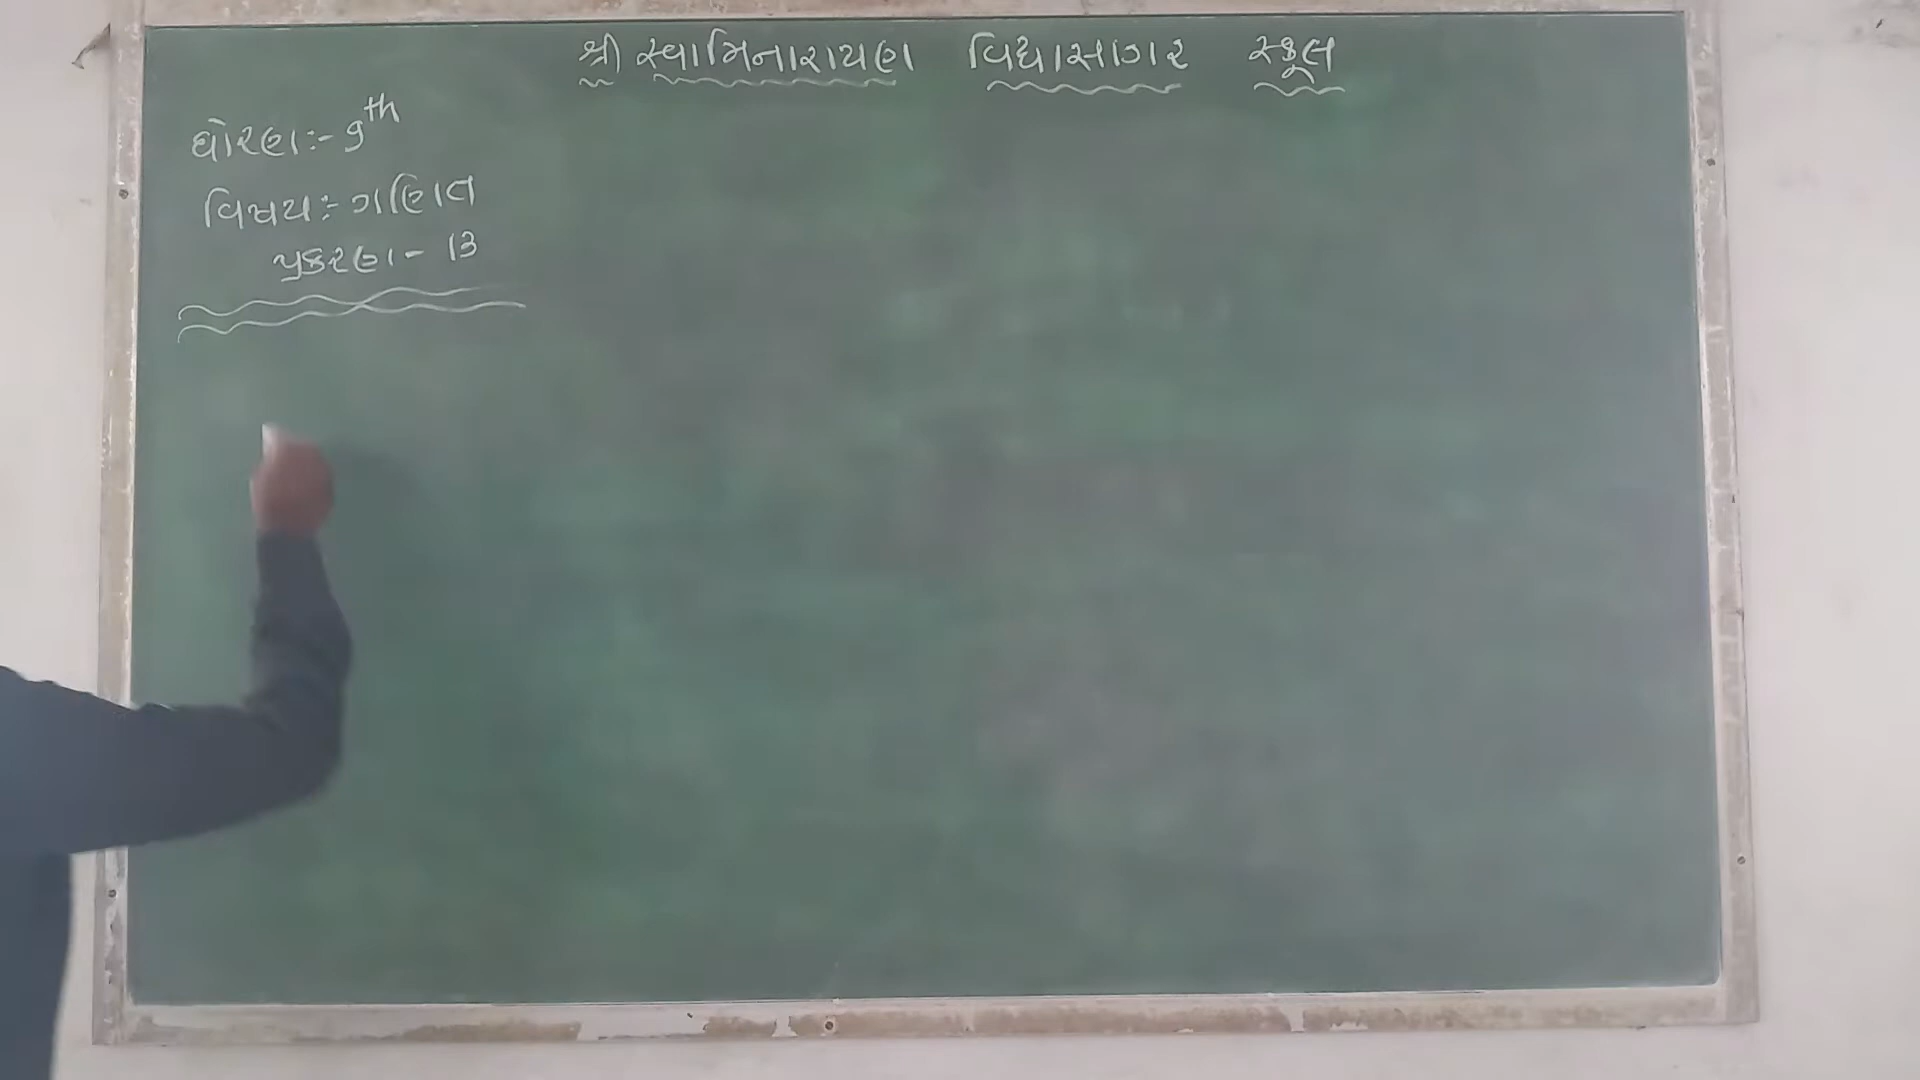 શ્રી સ્વામિનારાયણ વિદ્યાસાગર સ્કૂલ
ધોરણ:- 9th
વિષય:- ગણિત
પ્રકરણ - 13